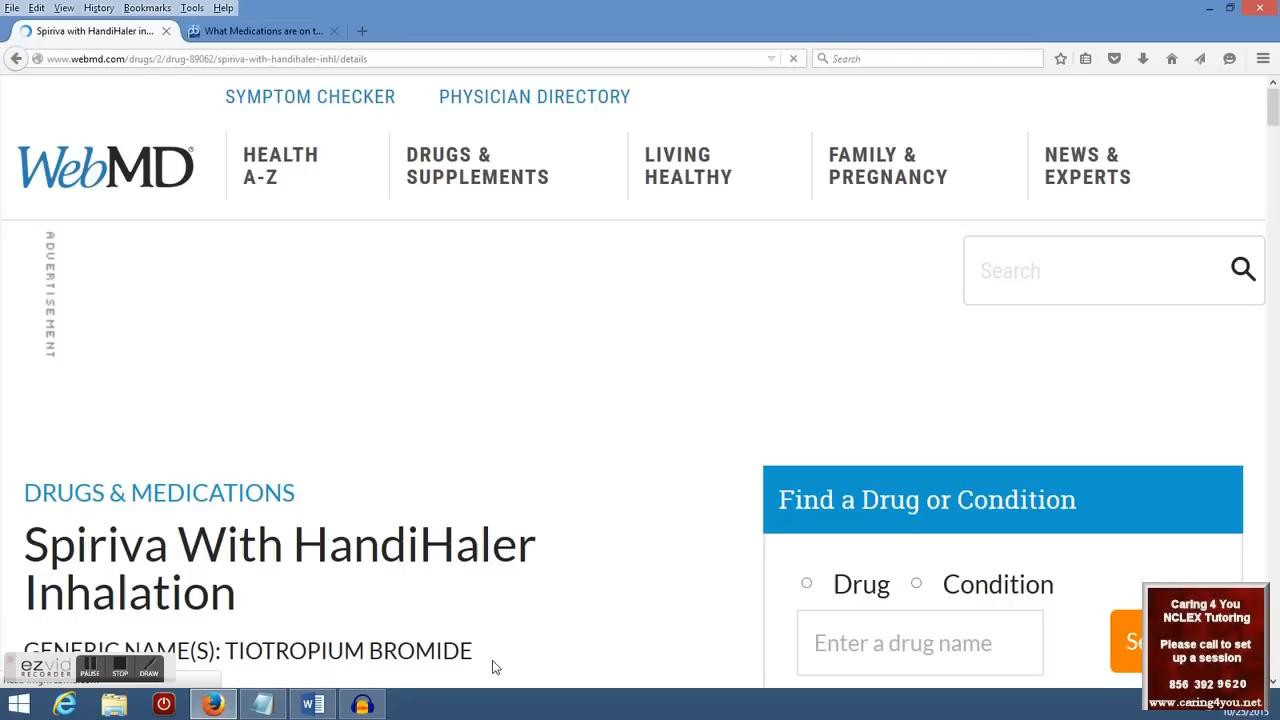 File Edit View History Bookmarks Tools Help
Spiriva with HandiHaler in...
What Medications are on t...
www.webmd.com/drugs/2/drug-89062/spiriva-with-handihaler-inhl/details
Search
SYMPTOM CHECKER
PHYSICIAN DIRECTORY
WebMD
HEALTH
A-Z
DRUGS &
SUPPLEMENTS
LIVING
HEALTHY
FAMILY &
PREGNANCY
NEWS &
EXPERTS
ADVERTISEMENT
Search
DRUGS & MEDICATIONS
Spiriva With HandiHaler
Inhalation
GENERIC NAME(S): TIOTROPIUM BROMIDE
Find a Drug or Condition
Drug
Condition
Enter a drug name
ezvid
RECORDER
PAUSE
STOP
DRAW
Caring 4 You
NCLEX Tutoring
Please call to set
up a session
856 392 9620
www.caring4you.net
10/25/2015